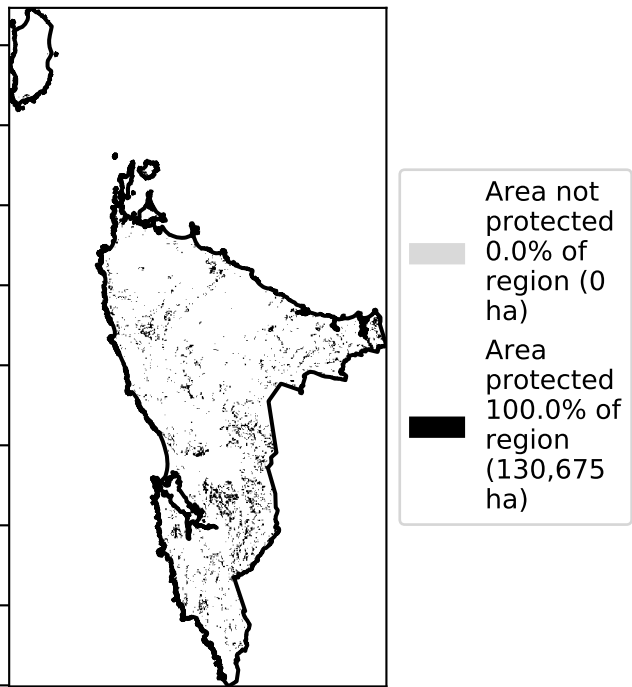 Area not
protected
0.0% of
region (0
ha)
Area
protected
100.0% of
region
(130,675
ha)